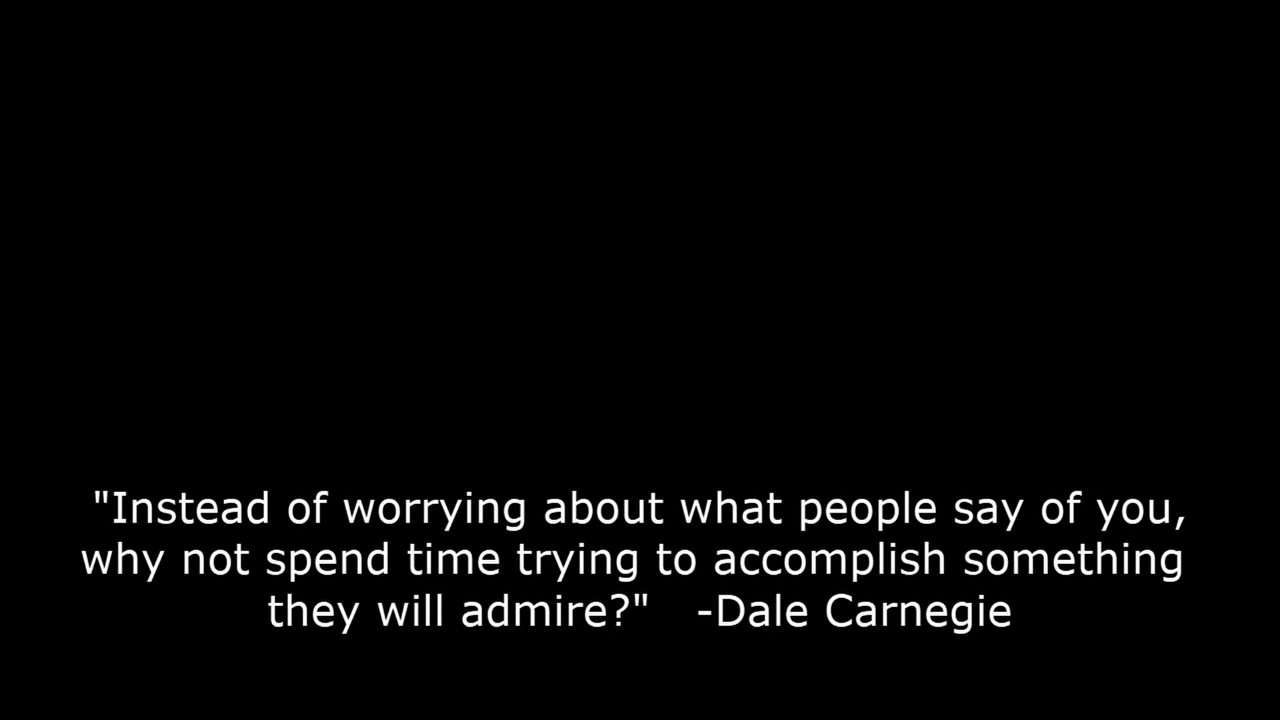 "Instead of worrying about what people say of you,
why not spend time trying to accomplish something
they will admire?"   -Dale Carnegie